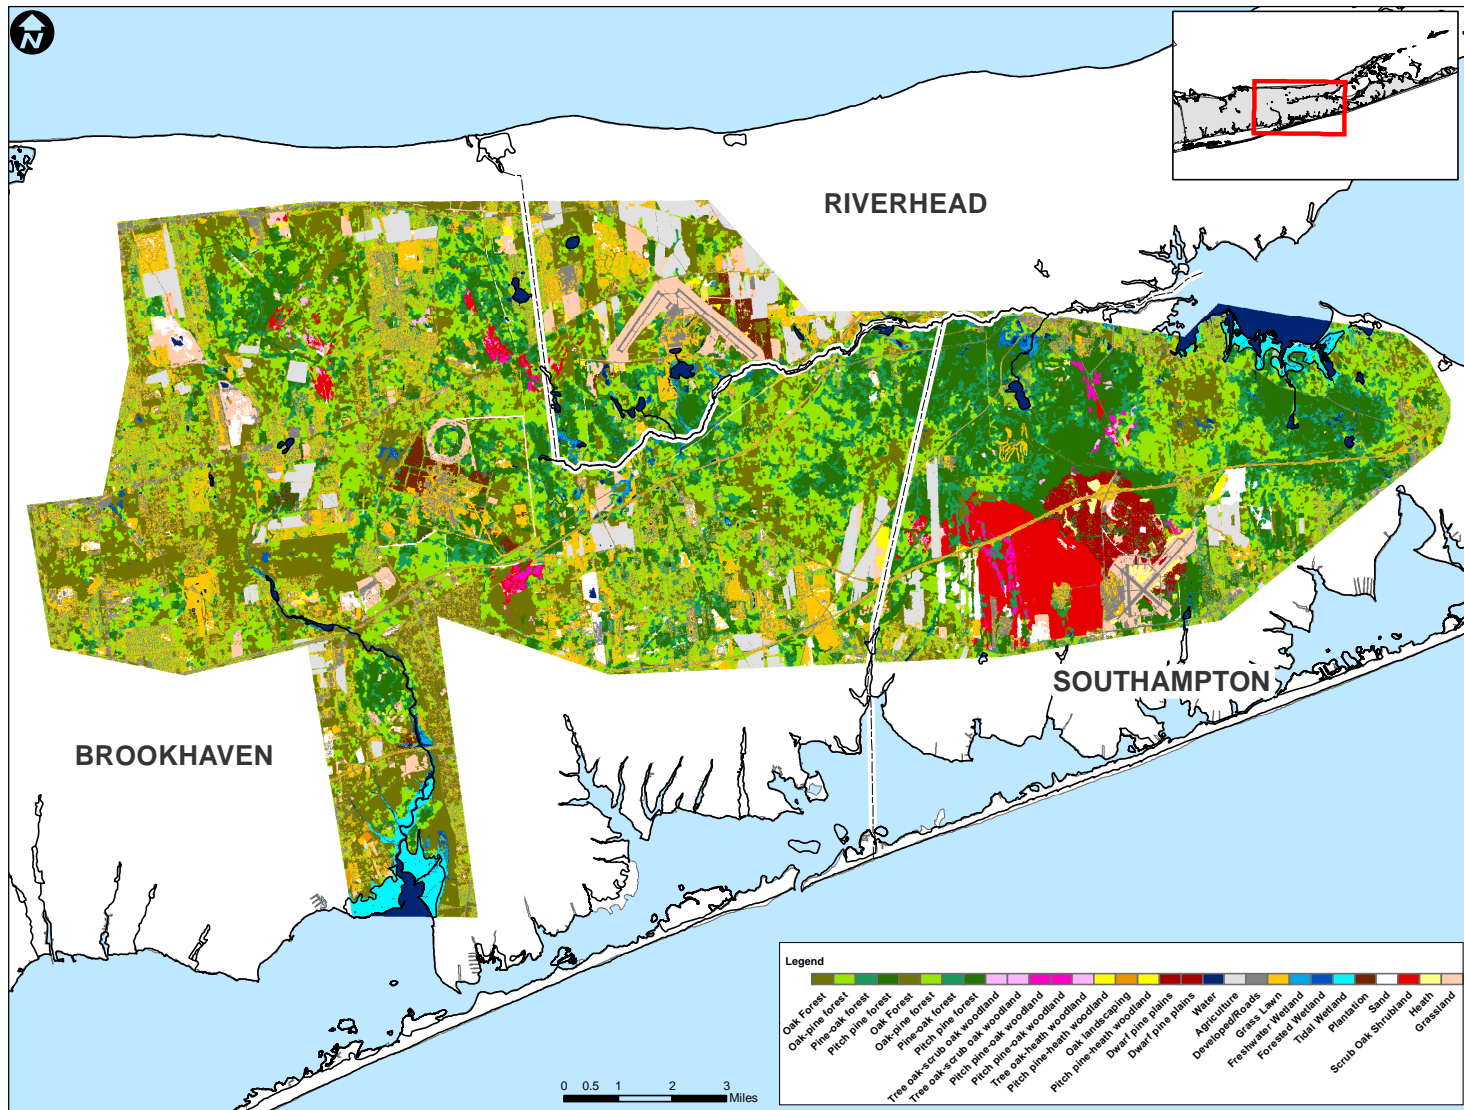 N
RIVERHEAD
SOUTHAMPTON
BROOKHAVEN
Legend
Oak Forest
Oak-pine forest
Pine-oak forest
Pitch pine forest
Oak Forest
Oak-pine forest
Pine-oak forest
Pitch pine forest
Tree oak-scrub oak woodland
Tree oak-scrub oak woodland
Pitch pine-oak woodland
Pitch pine-oak woodland
Tree oak-heath woodland
Pitch pine-heath woodland
Oak landscaping
Pitch pine-heath woodland
Dwarf pine plains
Dwarf pine plains
Water
Agriculture
Developed/Roads
Grass Lawn
Freshwater Wetland
Forested Wetland
Tidal Wetland
Plantation
Sand
Scrub Oak Shrubland
Heath
Grassland
0 0.5 1 2 3
Miles